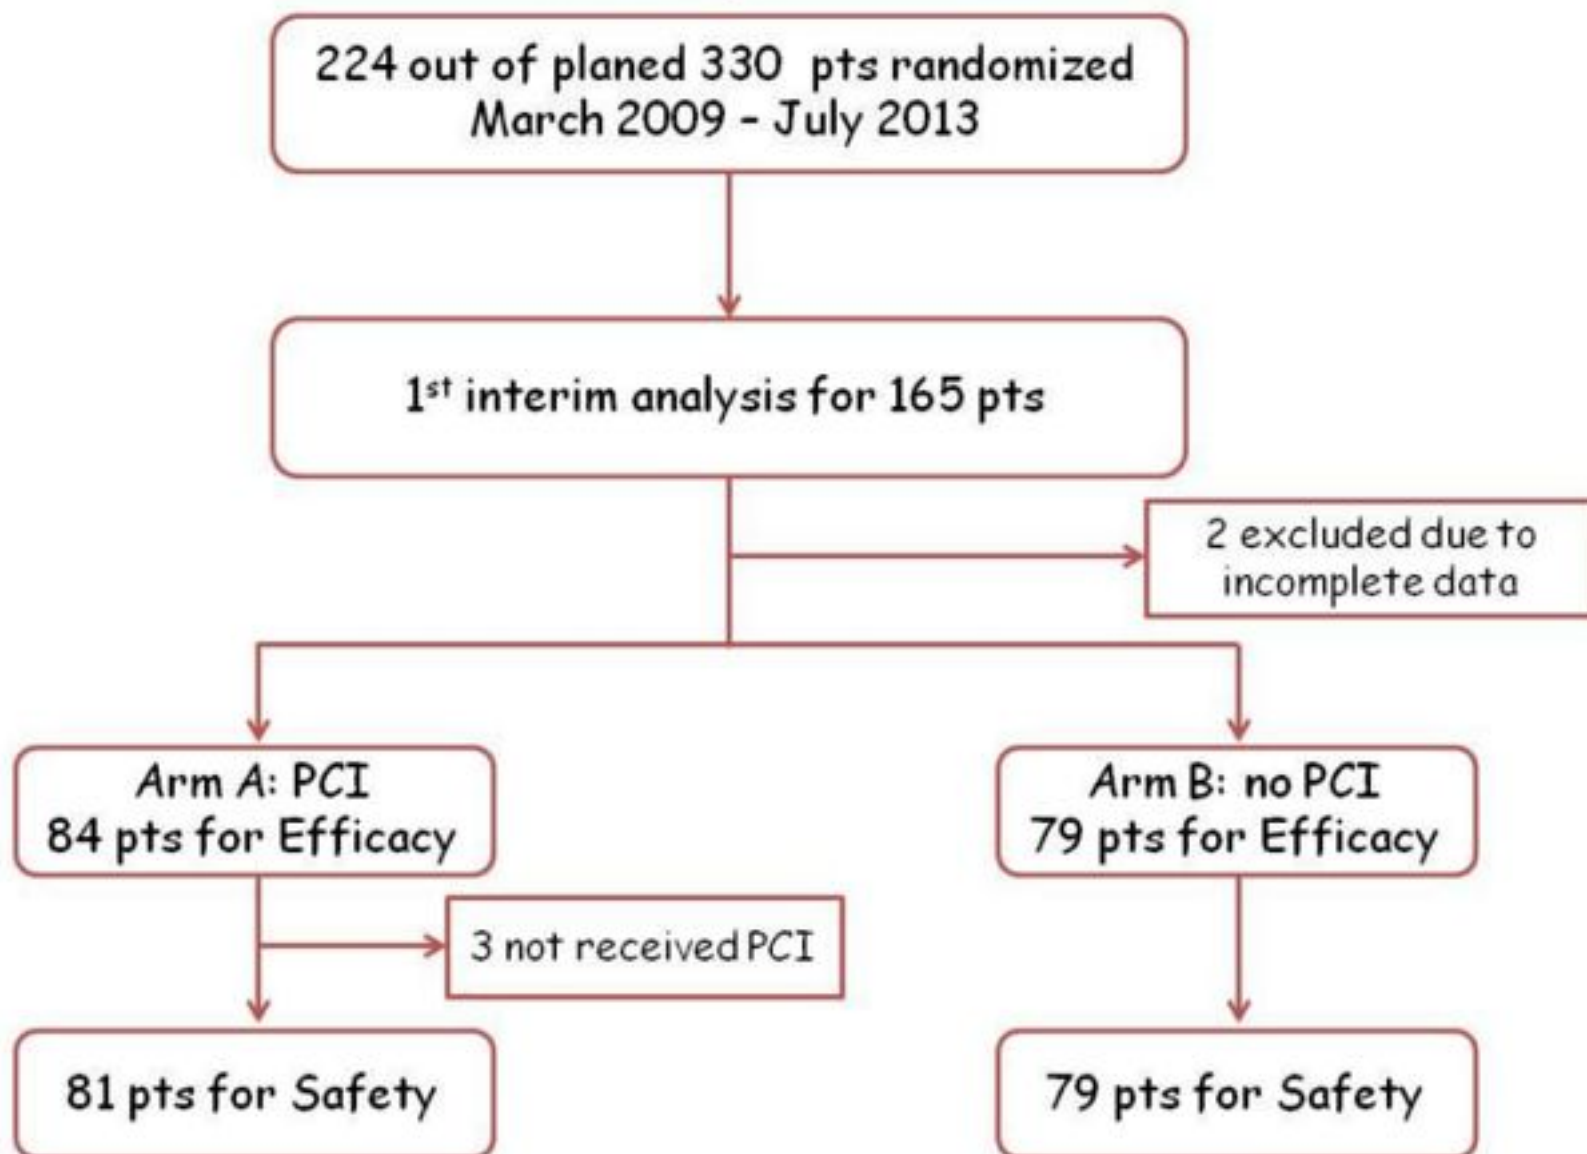 224 out of planed 330 pts randomized
March 2009 - July 2013
1st interim analysis for 165 pts
2 excluded due to
incomplete data
Arm A: PCI
84 pts for Efficacy
Arm B: no PCI
79 pts for Efficacy
3 not received PCI
81 pts for Safety
79 pts for Safety